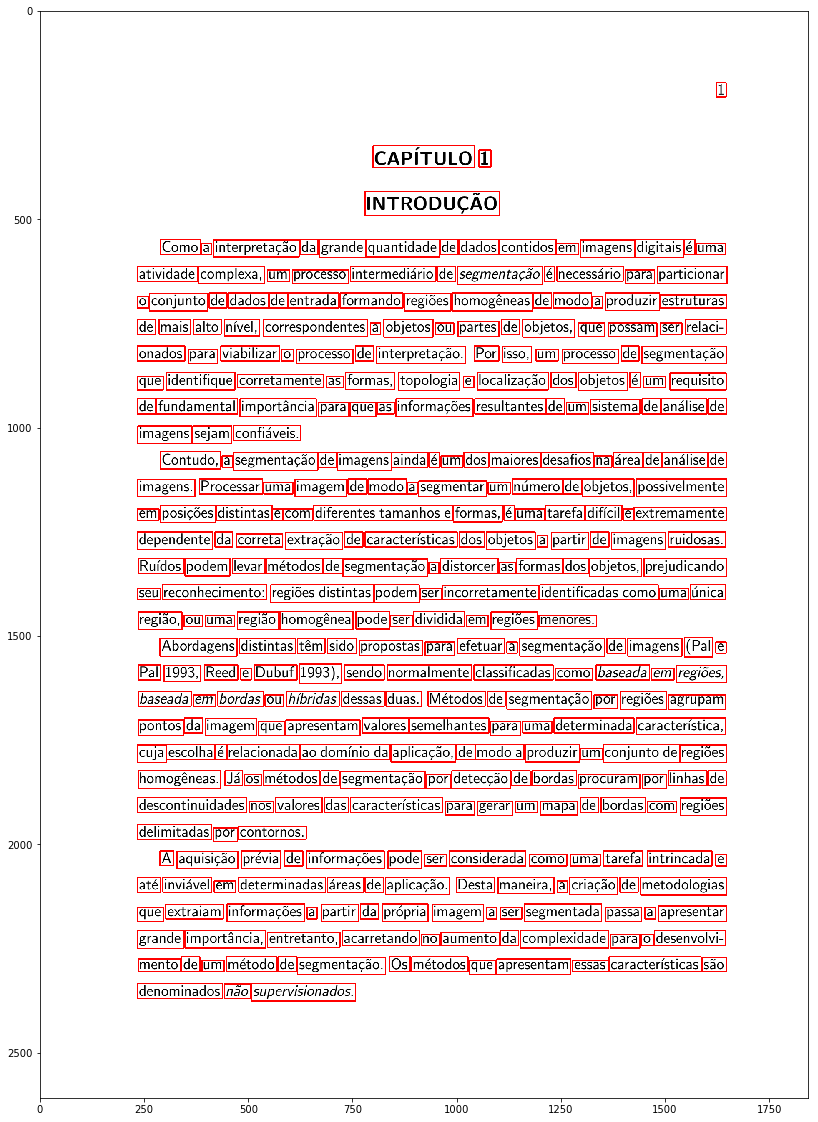 0
1
CAPÍTULO 1
INTRODUÇÃO
500
Como a interpretação da grande quantidade de dados contidos em imagens digitais é uma
atividade complexa, um processo intermediário de segmentação é necessário para particionar
o conjunto de dados de entrada formando regiões homogêneas de modo a produzir estruturas
de mais alto nível, correspondentes a objetos ou partes de objetos, que possam ser relaci-
onados para viabilizar o processo de interpretação. Por isso, um processo de segmentação
que identifique corretamente as formas, topologia e localização dos objetos é um requisito
de fundamental importância para que as informações resultantes de um sistema de análise de
1000
imagens sejam confiáveis.
Contudo, a segmentação de imagens ainda é um dos maiores desafios na área de análise de
imagens. Processar uma imagem de modo a segmentar um número de objetos, possivelmente
em posições distintas e com diferentes tamanhos e formas, é uma tarefa difícil e extremamente
dependente da correta extração de características dos objetos a partir de imagens ruidosas.
Ruídos podem levar métodos de segmentação a distorcer as formas dos objetos, prejudicando
seu reconhecimento: regiões distintas podem ser incorretamente identificadas como uma única
região, ou uma região homogênea pode ser dividida em regiões menores.
1500
Abordagens distintas têm sido propostas para efetuar a segmentação de imagens (Pal e
Pal 1993, Reed e Dubuf 1993), sendo normalmente classificadas como baseada em regiões,
baseada em bordas ou híbridas dessas duas. Métodos de segmentação por regiões agrupam
pontos da imagem que apresentam valores semelhantes para uma determinada característica,
cuja escolha é relacionada ao domínio da aplicação, de modo a produzir um conjunto de regiões
homogêneas. Já os métodos de segmentação por detecção de bordas procuram por linhas de
descontinuidades nos valores das características para gerar um mapa de bordas com regiões
delimitadas por contornos.
2000
A aquisição prévia de informações pode ser considerada como uma tarefa intrincada e
até inviável em determinadas áreas de aplicação. Desta maneira, a criação de metodologias
que extraiam informações a partir da própria imagem a ser segmentada passa a apresentar
grande importância, entretanto, acarretando no aumento da complexidade para o desenvolvi-
mento de um método de segmentação. Os métodos que apresentam essas características são
denominados não supervisionados.
2500
0 250 500 750 1000 1250 1500 1750